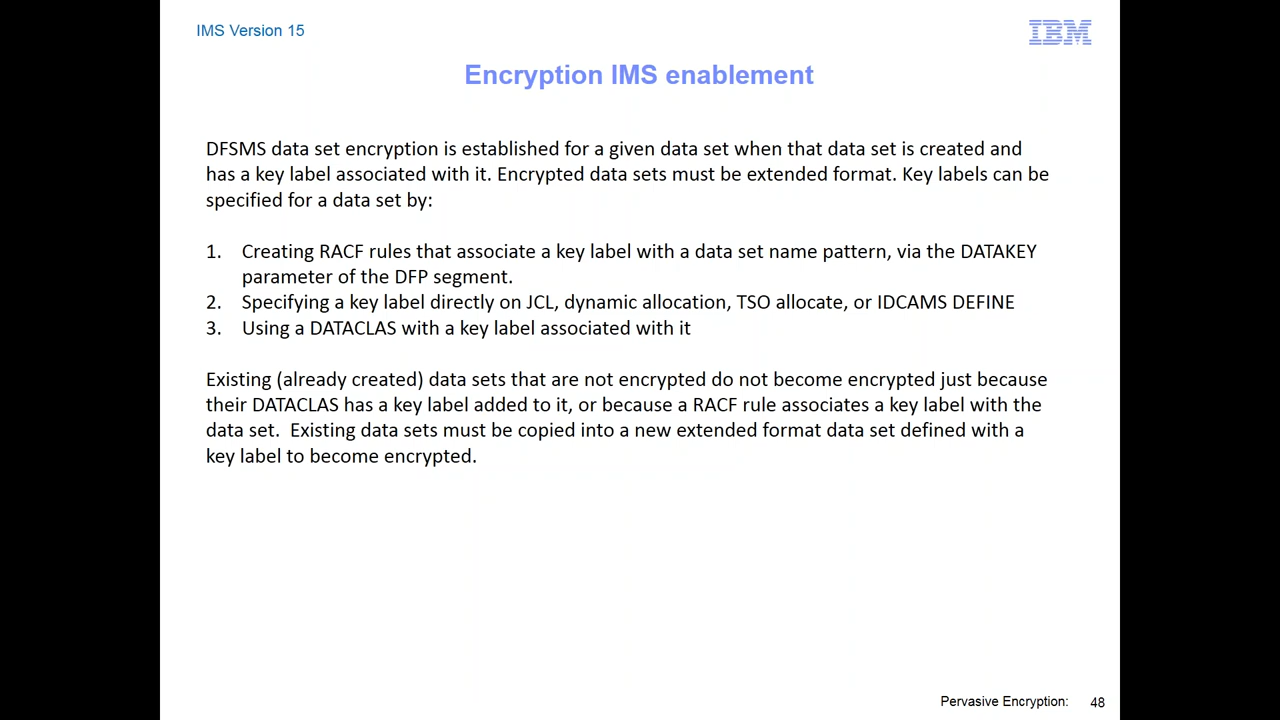 IMS Version 15
IBM
Encryption IMS enablement
DFSMS data set encryption is established for a given data set when that data set is created and
has a key label associated with it. Encrypted data sets must be extended format. Key labels can be
specified for a data set by:
1. Creating RACF rules that associate a key label with a data set name pattern, via the DATAKEY
parameter of the DFP segment.
2. Specifying a key label directly on JCL, dynamic allocation, TSO allocate, or IDCAMS DEFINE
3. Using a DATACLAS with a key label associated with it
Existing (already created) data sets that are not encrypted do not become encrypted just because
their DATACLAS has a key label added to it, or because a RACF rule associates a key label with the
data set. Existing data sets must be copied into a new extended format data set defined with a
key label to become encrypted.
Pervasive Encryption: 48